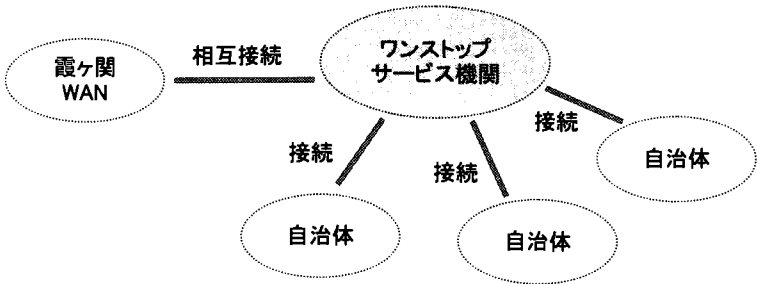 霞ヶ関
WAN
相互接続
ワンストップ
サービス機関
接続
自治体
接続
自治体
接続
自治体